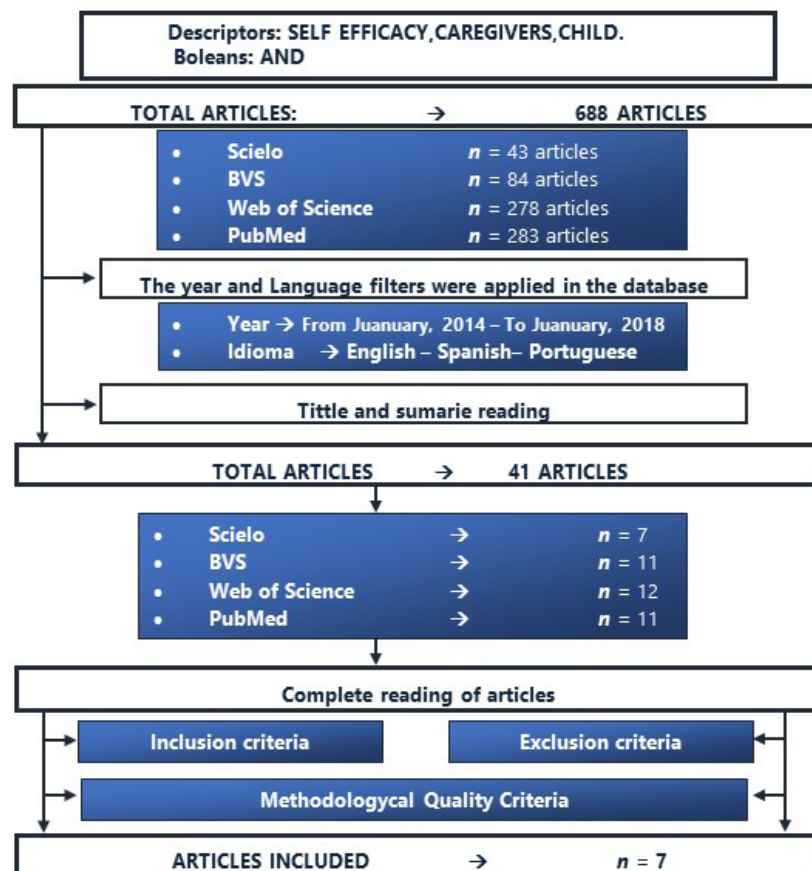 Descriptors: SELF EFFICACY,CAREGIVERS,CHILD.
Boleans: AND
TOTAL ARTICLES: → 688 ARTICLES
• Scielo n = 43 articles
• BVS n = 84 articles
• Web of Science n = 278 articles
• PubMed n = 283 articles
The year and Language filters were applied in the database
• Year → From Juanuary, 2014 – To Juanuary, 2018
• Idioma → English – Spanish– Portuguese
Tittle and sumarie reading
TOTAL ARTICLES → 41 ARTICLES
• Scielo → n = 7
• BVS → n = 11
• Web of Science → n = 12
• PubMed → n = 11
Complete reading of articles
Inclusion criteria Exclusion criteria
Methodologycal Quality Criteria
ARTICLES INCLUDED → n = 7